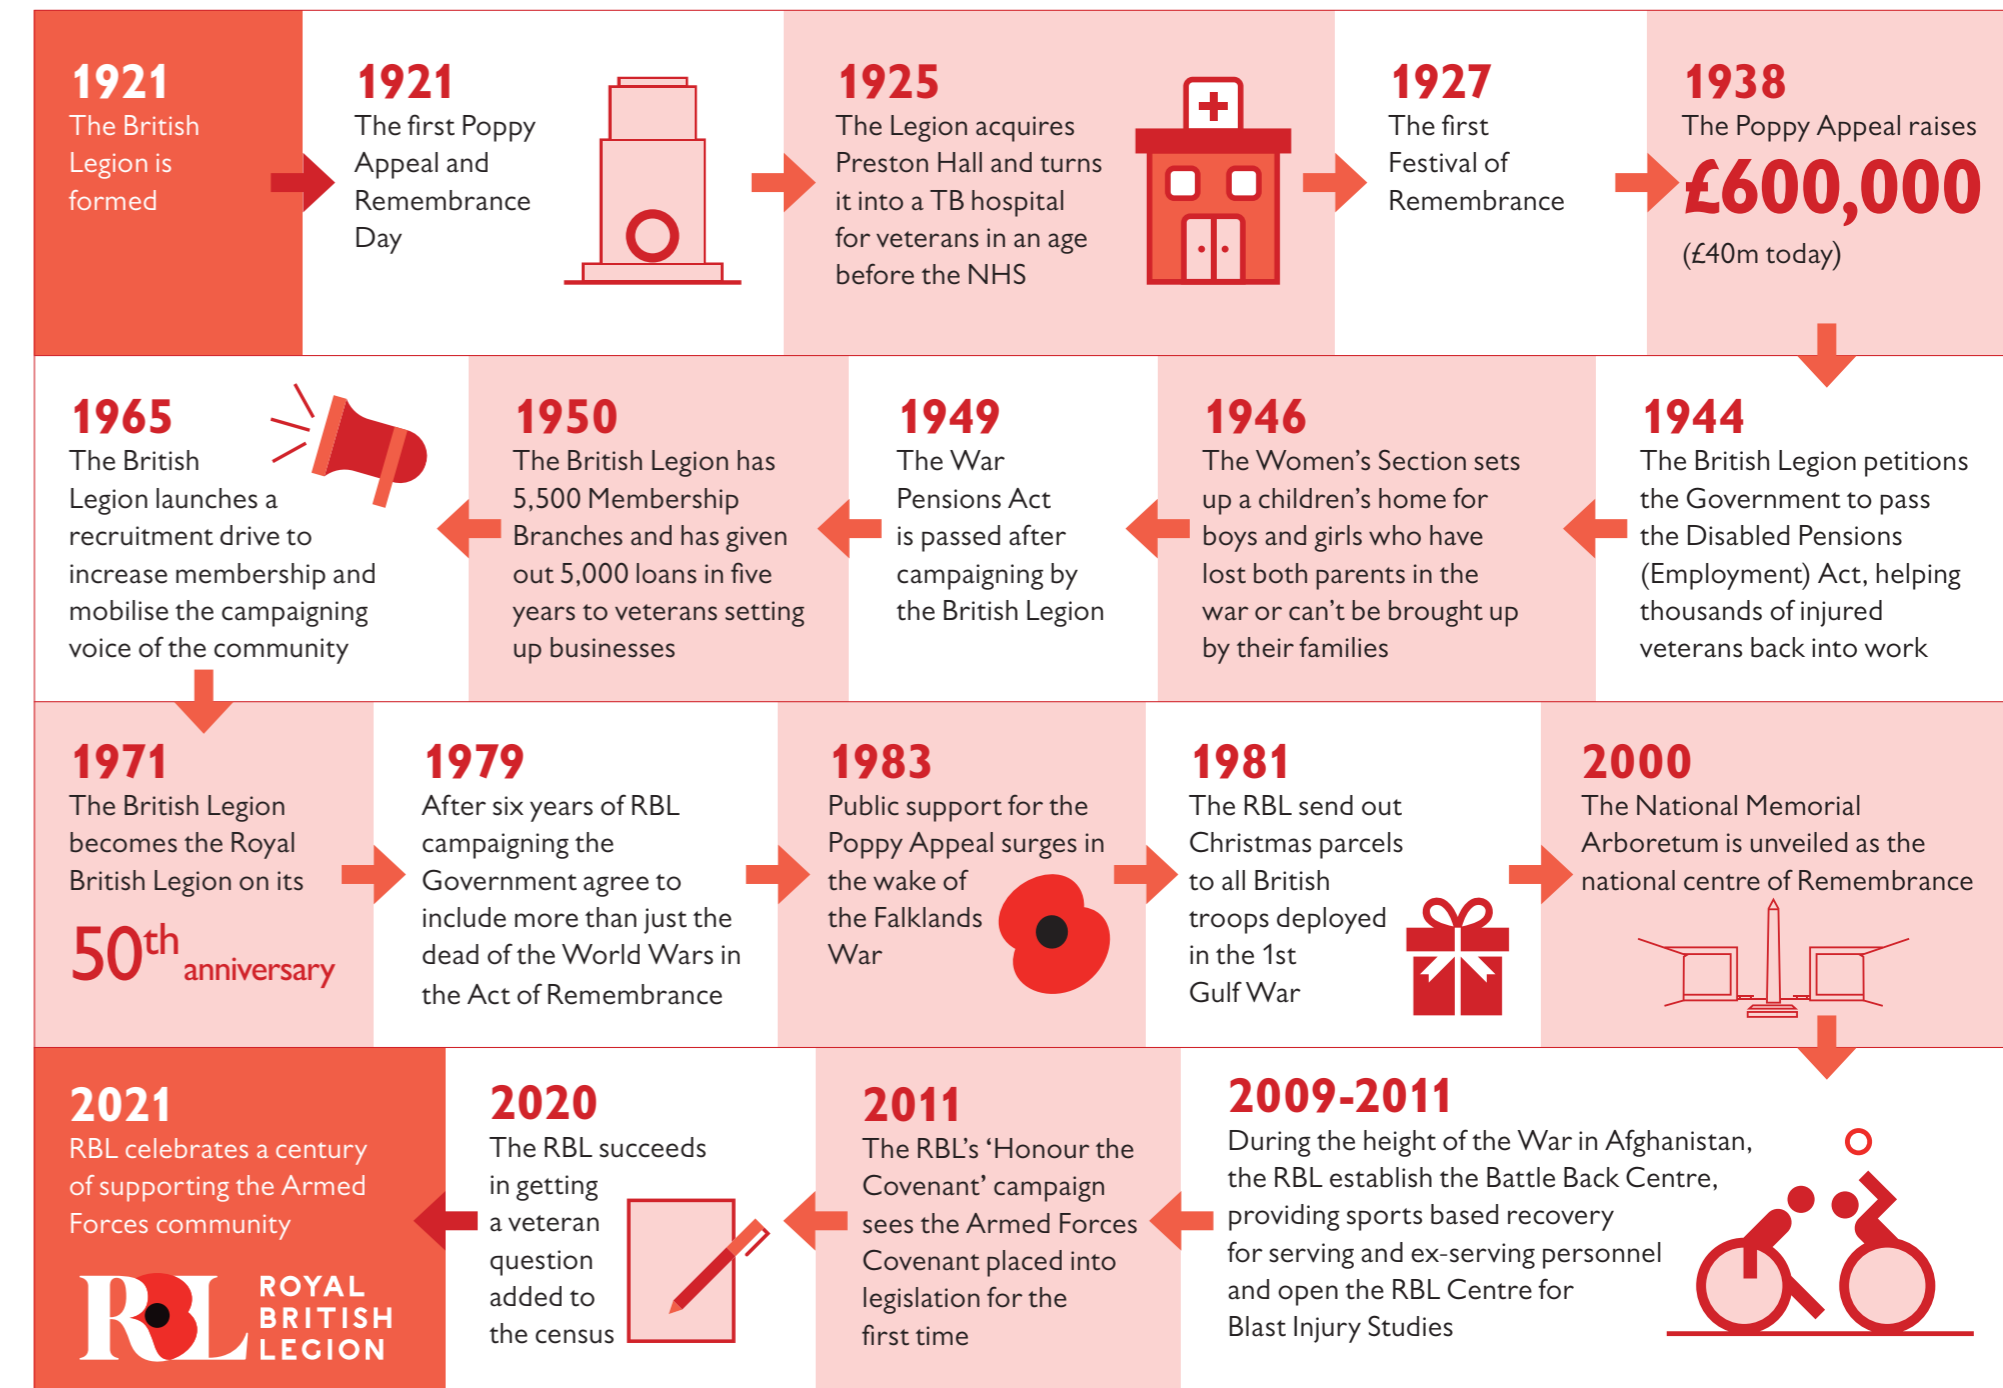 1921
The British
Legion is
formed
1921
The first Poppy
Appeal and
Remembrance
Day
1925
The Legion acquires
Preston Hall and turns
it into a TB hospital
for veterans in an age
before the NHS
1927
The first
Festival of
Remembrance
1938
The Poppy Appeal raises
£600,000
(£40m today)
1944
The British Legion petitions
the Government to pass
the Disabled Pensions
(Employment) Act, helping
thousands of injured
veterans back into work
1946
The Women’s Section sets
up a children’s home for
boys and girls who have
lost both parents in the
war or can’t be brought up
by their families
1949
The War
Pensions Act
is passed after
campaigning by
the British Legion
1950
The British Legion has
5,500 Membership
Branches and has given
out 5,000 loans in five
years to veterans setting
up businesses
1965
The British
Legion launches a
recruitment drive to
increase membership and
mobilise the campaigning
voice of the community
1971
The British Legion
becomes the Royal
British Legion on its
50th anniversary
1979
After six years of RBL
campaigning the
Government agree to
include more than just the
dead of the World Wars in
the Act of Remembrance
1983
Public support for the
Poppy Appeal surges in
the wake of
the Falklands
War
1981
The RBL send out
Christmas parcels
to all British
troops deployed
in the 1st
Gulf War
2000
The National Memorial
Arboretum is unveiled as the
national centre of Remembrance
2009-2011
During the height of the War in Afghanistan,
the RBL establish the Battle Back Centre,
providing sports based recovery
for serving and ex-serving personnel
and open the RBL Centre for
Blast Injury Studies
2011
The RBL’s ‘Honour the
Covenant’ campaign
sees the Armed Forces
Covenant placed into
legislation for the
first time
2020
The RBL succeeds
in getting
a veteran
question
added to
the census
2021
RBL celebrates a century
of supporting the Armed
Forces community
RBL
ROYAL
BRITISH
LEGION